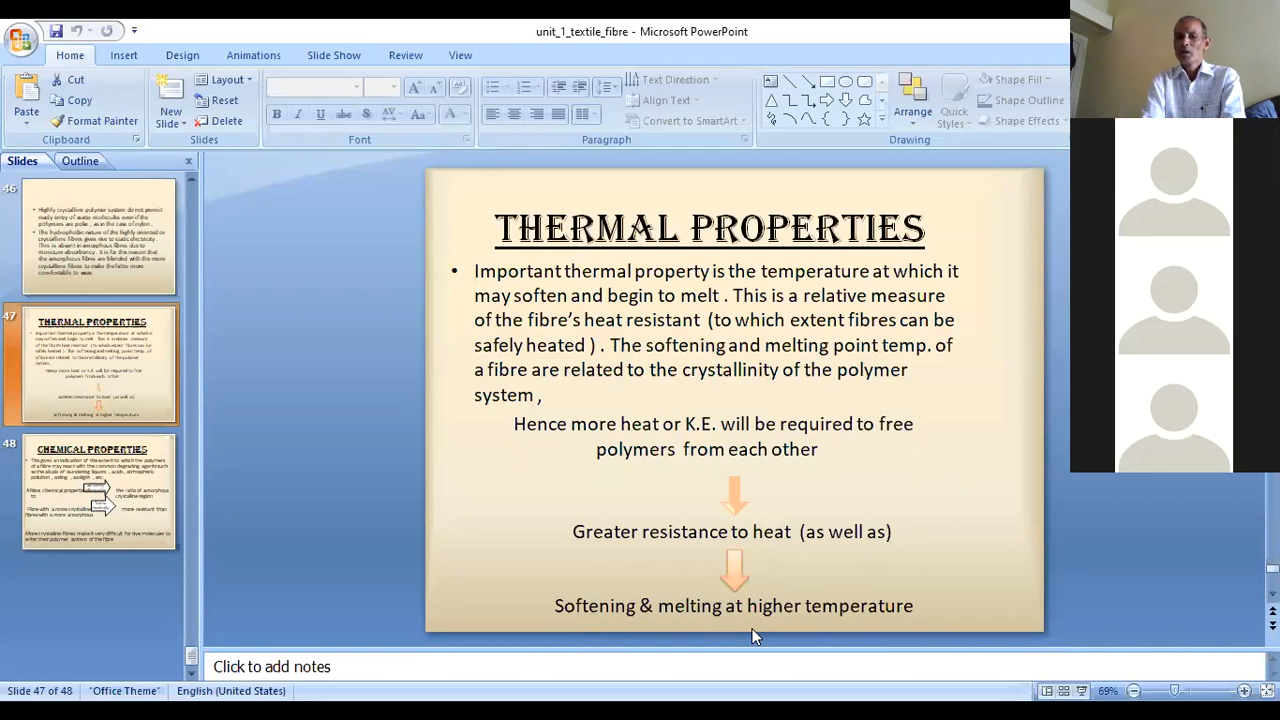 unit_1_textile_fibre - Microsoft PowerPoint
Home Insert Design Animations Slide Show Review View
Paste
Cut
Copy
Format Painter
Clipboard
New Slide
Layout
Reset
Delete
Slides
Font
Text Direction
Align Text
Convert to SmartArt
Paragraph
Arrange
Quick Styles
Shape Fill
Shape Outline
Shape Effects
Drawing
Slides Outline
46
Highly crystalline polymer system do not permit
47
THERMAL PROPERTIES
48
CHEMICAL PROPERTIES
THERMAL PROPERTIES
• Important thermal property is the temperature at which it
may soften and begin to melt . This is a relative measure
of the fibre's heat resistant (to which extent fibres can be
safely heated ) . The softening and melting point temp. of
a fibre are related to the crystallinity of the polymer
system ,
Hence more heat or K.E. will be required to free
polymers from each other
Greater resistance to heat (as well as)
Softening & melting at higher temperature
Click to add notes
Slide 47 of 48 "Office Theme" English (United States) 69%